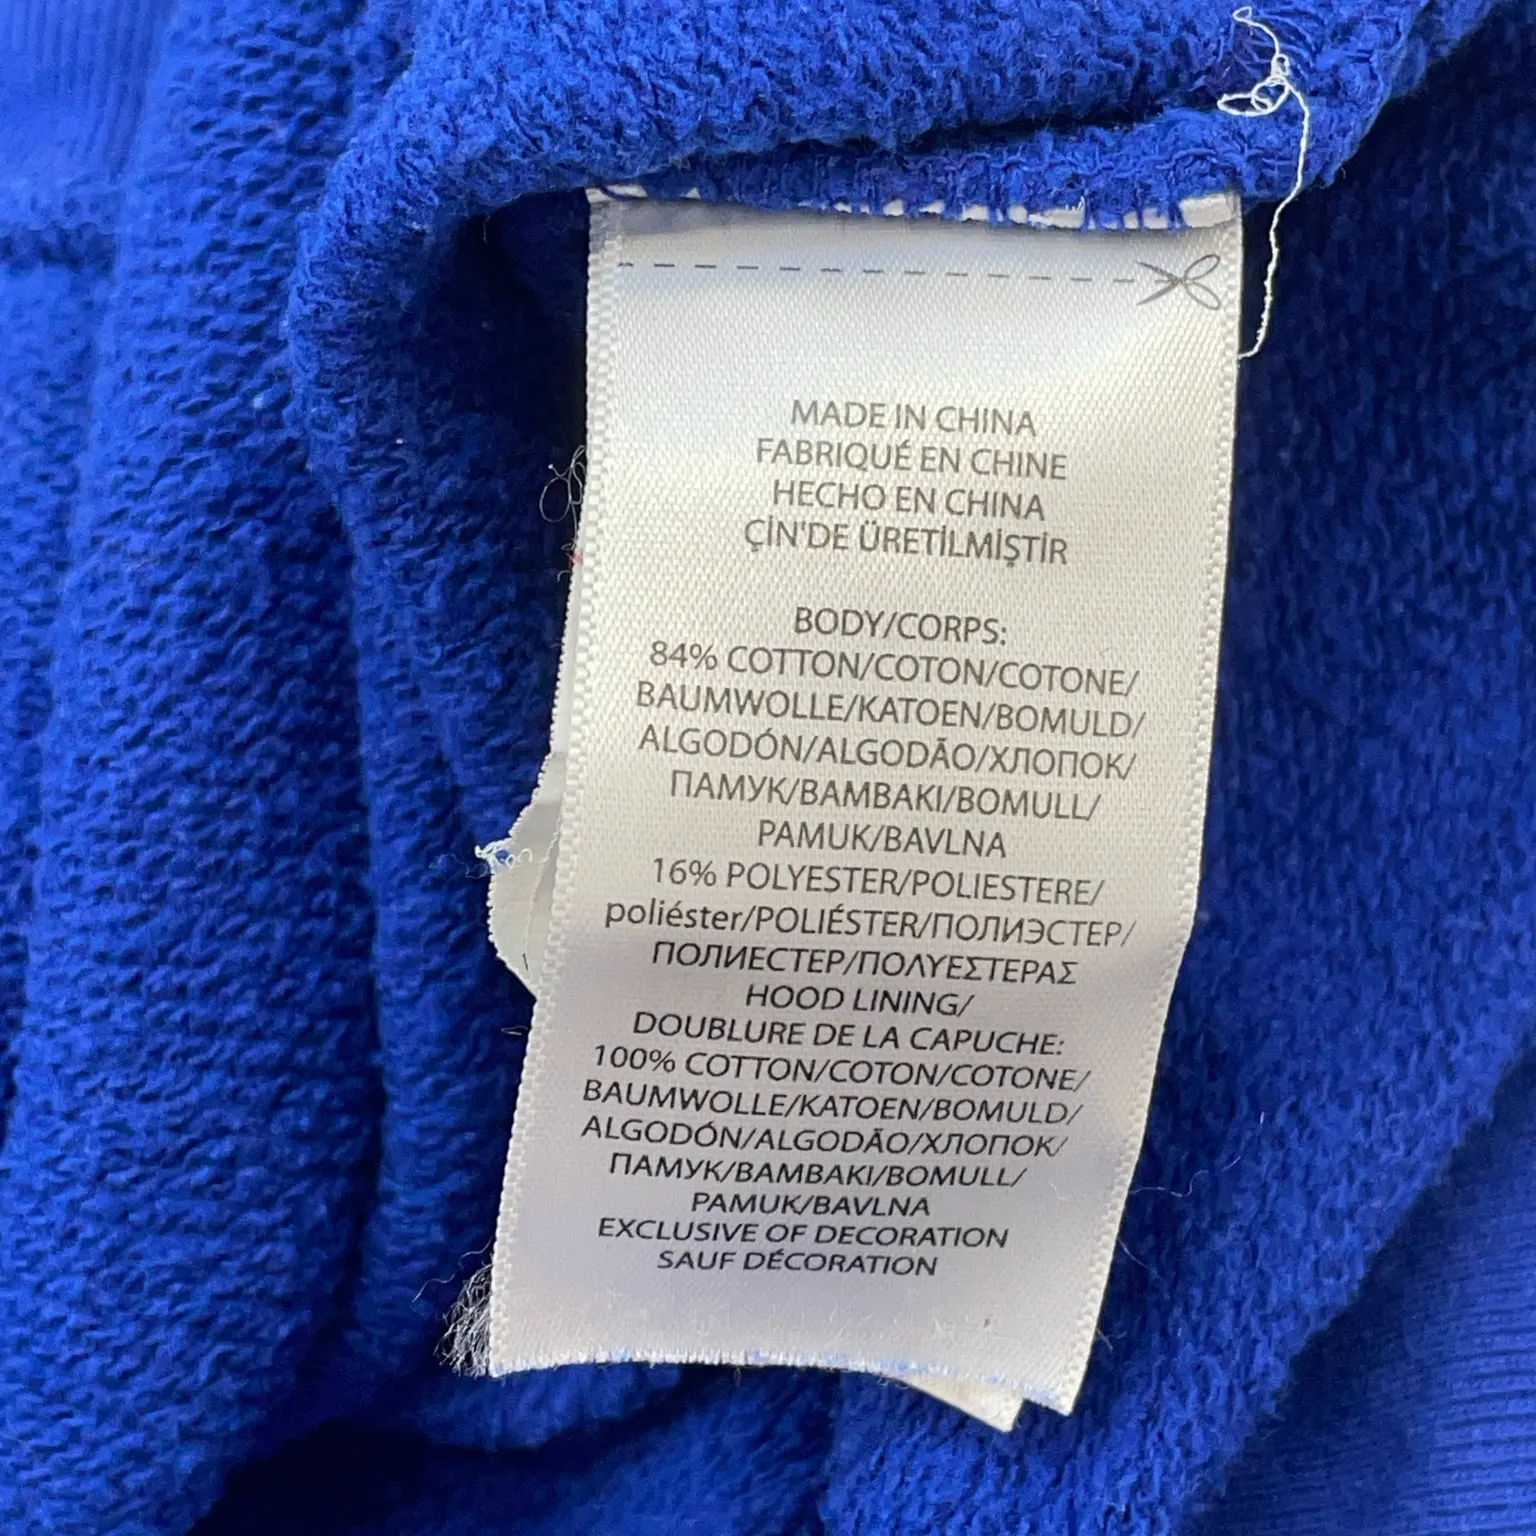 MADE IN CHINA
FABRIQUÉ EN CHINE
HECHO EN CHINA
ÇİN'DE ÜRETİLMİŞTİR
BODY/CORPS:
84% COTTON/COTON/COTONE/
BAUMWOLLE/KATOEN/BOMULD/
ALGODÓN/ALGODÃO/ХЛОПОК/
ПАМУК/BAMBAKI/BOMULL/
PAMUK/BAVLNA
16% POLYESTER/POLIESTERE/
poliéster/POLIÉSTER/ПОЛИЭСТЕР/
ПОЛИЕСТЕР/ΠΟΛΥΕΣΤΕΡΑΣ
HOOD LINING/
DOUBLURE DE LA CAPUCHE:
100% COTTON/COTON/COTONE/
BAUMWOLLE/KATOEN/BOMULD/
ALGODÓN/ALGODÃO/ХЛОПОК/
ПАМУК/BAMBAKI/BOMULL/
PAMUK/BAVLNA
EXCLUSIVE OF DECORATION
SAUF DÉCORATION